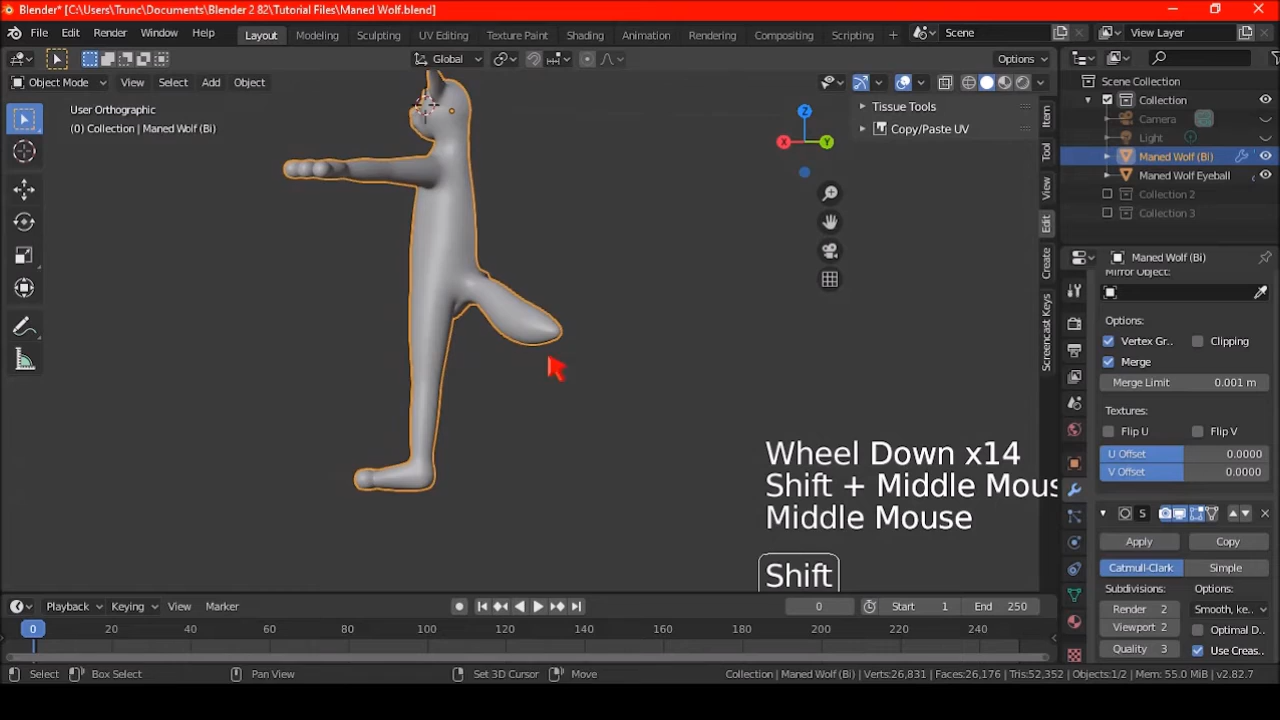 Blender* [C:\Users\Trunc\Documents\Blender 2 82\Tutorial Files\Maned Wolf.blend]
File Edit Render Window Help Layout Modeling Sculpting UV Editing Texture Paint Shading Animation Rendering Compositing Scripting Scene View Layer
Global Options
Object Mode View Select Add Object Scene Collection
User Orthographic
(0) Collection | Maned Wolf (Bi)
Z
X
Y
Tissue Tools
Copy/Paste UV
Item
Tool
View
Edit
Create
Screencast Keys
Collection
Camera
Light
Maned Wolf (Bi)
Maned Wolf Eyeball
Collection 2
Collection 3
Maned Wolf (Bi)
Mirror Object:
Options:
Vertex Gr... Clipping
Merge
Merge Limit 0.001 m
Textures:
Flip U Flip V
U Offset 0.0000
V Offset 0.0000
S
Apply Copy
Catmull-Clark Simple
Subdivisions: Options:
Render 2 Smooth, ke...
Viewport 2 Optimal D...
Quality 3 Use Creas...
Wheel Down x14
Shift + Middle Mous
Middle Mouse
Shift
Playback Keying View Marker 0 Start 1 End 250
0 20 40 60 80 100 120 140 160 180 200 220 240
Select Box Select Pan View Set 3D Cursor Move Collection | Maned Wolf (Bi) | Verts:26,831 | Faces:26,176 | Tris:52,352 | Objects:1/2 | Mem: 55.0 MiB | v2.82.7